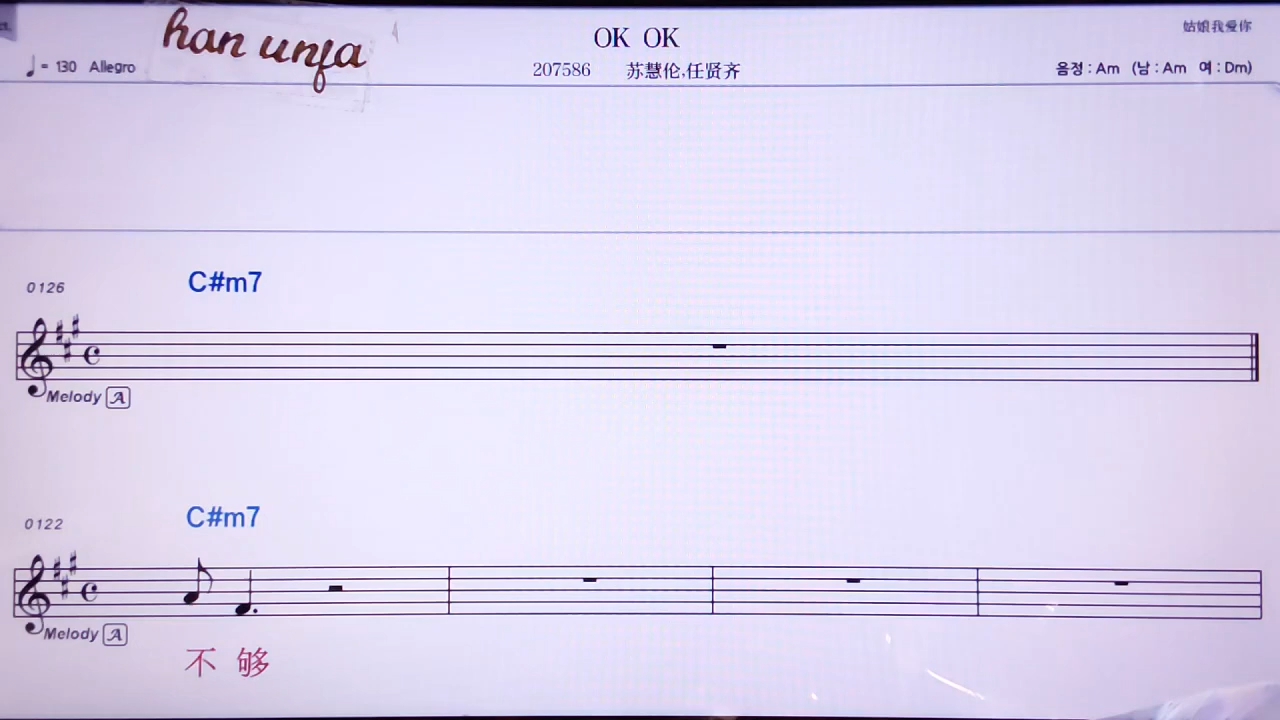 han unfa
OK OK
姑娘我爱你
♩= 130 Allegro
207586 苏慧伦,任贤齐
음정 : Am (남 : Am 여 : Dm)
0126
C#m7
Melody A
0122
C#m7
Melody A
不 够